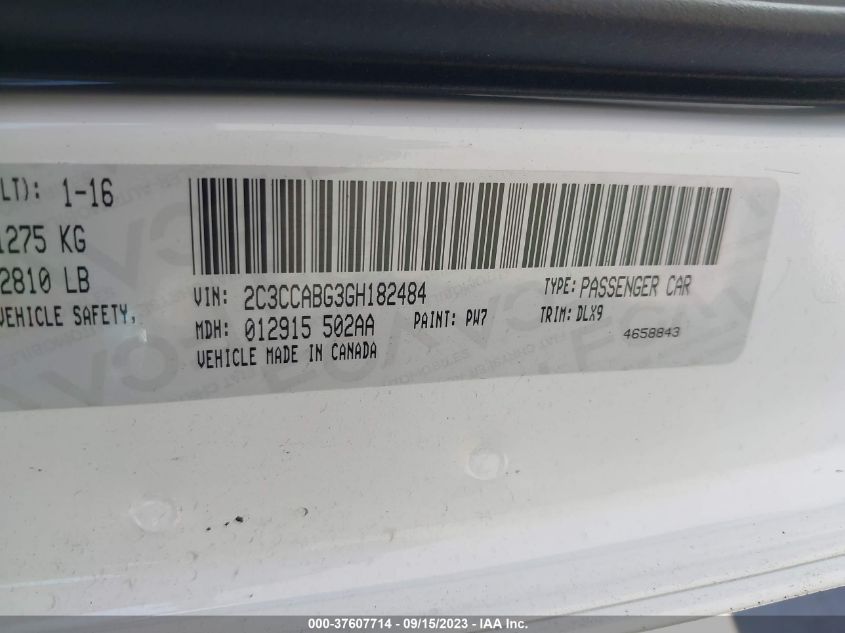 LT): 1-16
1275 KG
2810 LB
VEHICLE SAFETY,
VIN: 2C3CCABG3GH182484
TYPE: PASSENGER CAR
MDH: 012915 502AA
PAINT: PW7
TRIM: DLX9
VEHICLE MADE IN CANADA
4658843
000-37607714 - 09/15/2023 - IAA Inc.